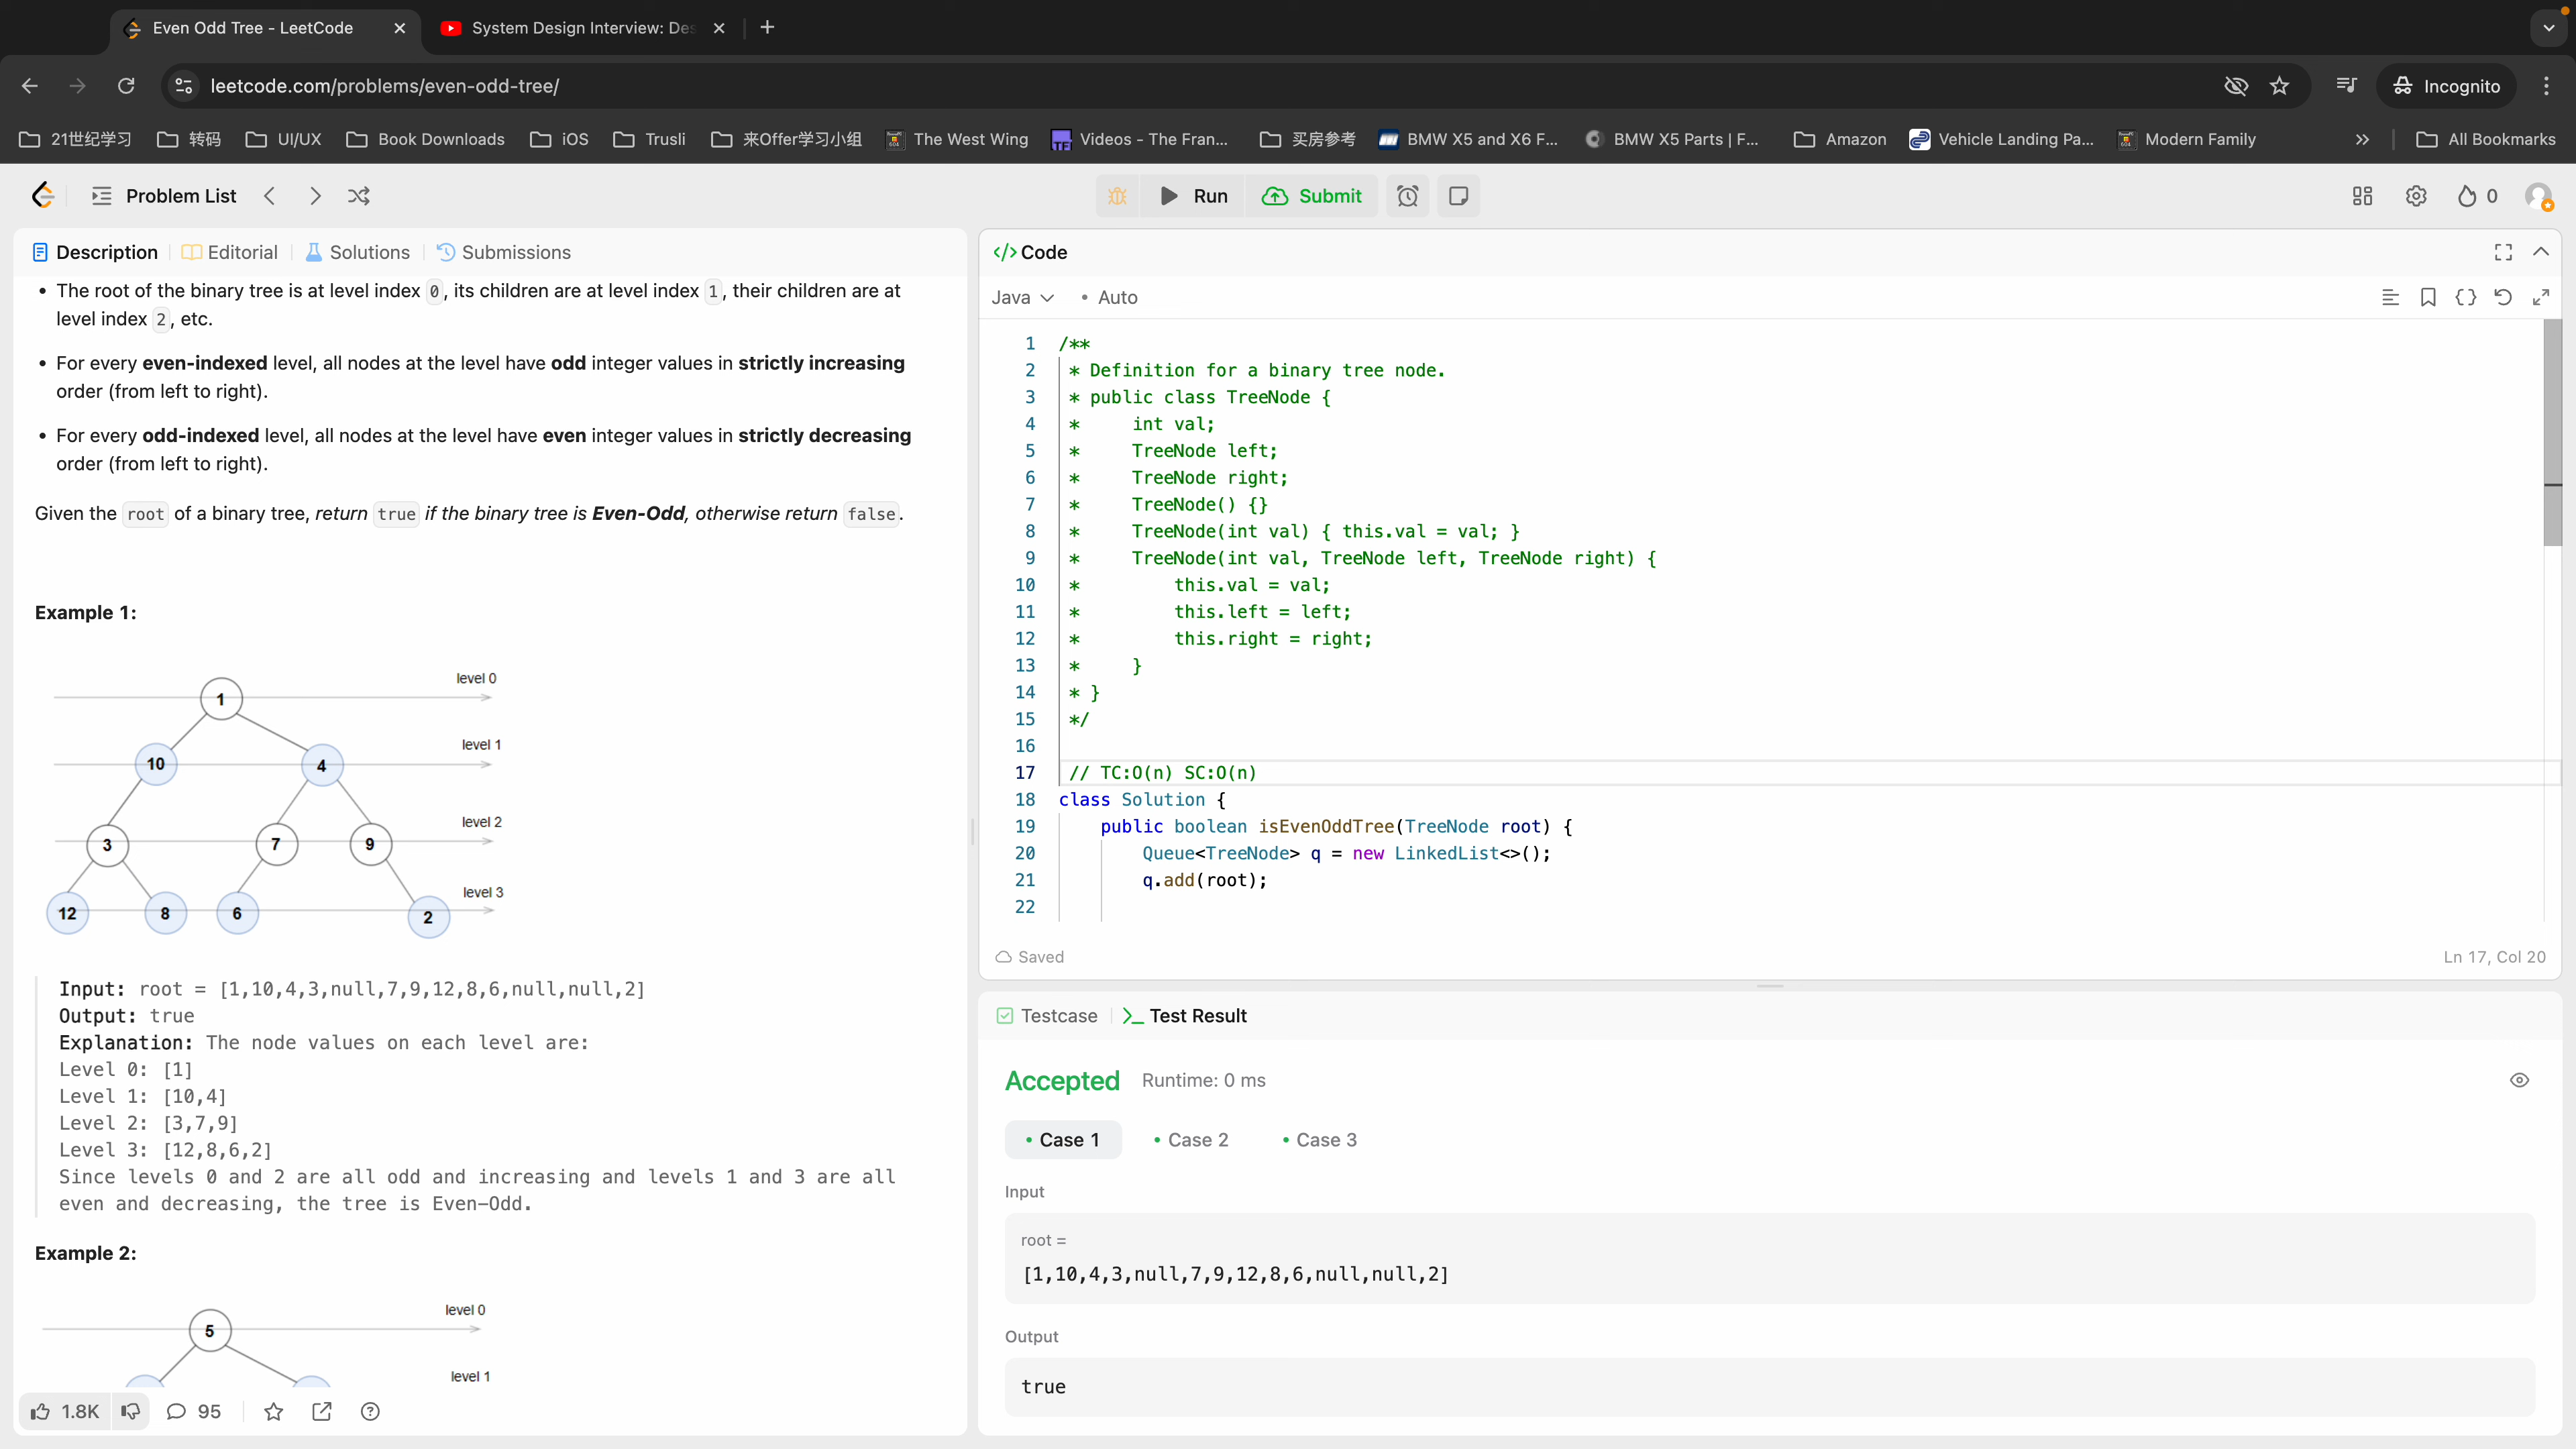 Even Odd Tree - LeetCode
System Design Interview: Des
leetcode.com/problems/even-odd-tree/
Incognito
21世纪学习
转码
UI/UX
Book Downloads
iOS
Trusli
来Offer学习小组
The West Wing
Videos - The Fran...
买房参考
BMW X5 and X6 F...
BMW X5 Parts | F...
Amazon
Vehicle Landing Pa...
Modern Family
All Bookmarks
Problem List
Run
Submit
0
Description
Editorial
Solutions
Submissions
• The root of the binary tree is at level index 0, its children are at level index 1, their children are at
level index 2, etc.
• For every even-indexed level, all nodes at the level have odd integer values in strictly increasing
order (from left to right).
• For every odd-indexed level, all nodes at the level have even integer values in strictly decreasing
order (from left to right).
Given the root of a binary tree, return true if the binary tree is Even-Odd, otherwise return false.
Example 1:
level 0
1
level 1
10
4
level 2
3
7
9
level 3
12
8
6
2
Input: root = [1,10,4,3,null,7,9,12,8,6,null,null,2]
Output: true
Explanation: The node values on each level are:
Level 0: [1]
Level 1: [10,4]
Level 2: [3,7,9]
Level 3: [12,8,6,2]
Since levels 0 and 2 are all odd and increasing and levels 1 and 3 are all
even and decreasing, the tree is Even-Odd.
Example 2:
level 0
5
level 1
1.8K
95
</> Code
Java
• Auto
1 /**
2 * Definition for a binary tree node.
3 * public class TreeNode {
4 *     int val;
5 *     TreeNode left;
6 *     TreeNode right;
7 *     TreeNode() {}
8 *     TreeNode(int val) { this.val = val; }
9 *     TreeNode(int val, TreeNode left, TreeNode right) {
10 *         this.val = val;
11 *         this.left = left;
12 *         this.right = right;
13 *     }
14 * }
15 */
16
17 // TC:O(n) SC:O(n)
18 class Solution {
19     public boolean isEvenOddTree(TreeNode root) {
20         Queue<TreeNode> q = new LinkedList<>();
21         q.add(root);
22
Saved
Ln 17, Col 20
Testcase
Test Result
Accepted
Runtime: 0 ms
• Case 1
• Case 2
• Case 3
Input
root =
[1,10,4,3,null,7,9,12,8,6,null,null,2]
Output
true